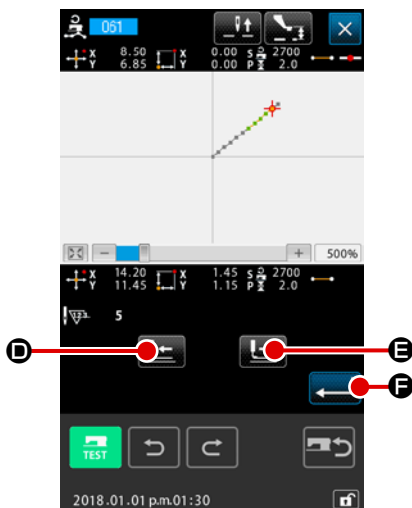 061
X 8.50 X 0.00 S 2700
Y 6.85 Y 0.00 P 2.0
500%
X 14.20 X 1.45 S 2700
Y 11.45 Y 1.15 P 2.0
123. 5
D E
F
TEST
2018.01.01 p.m.01:30